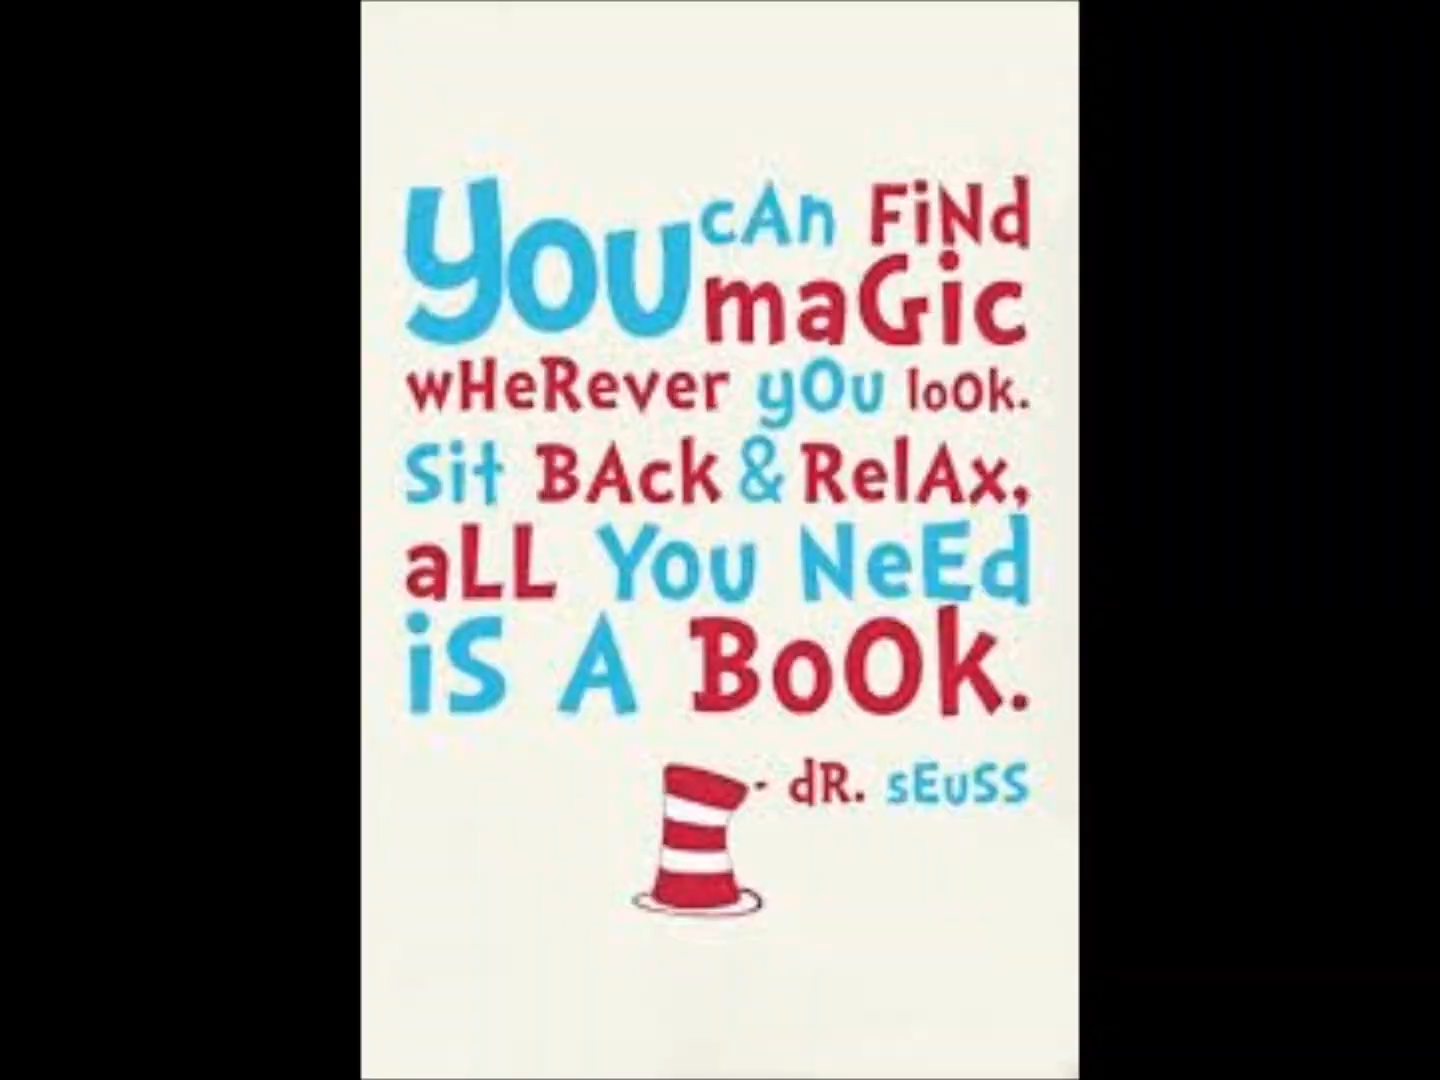 YOU cAn FiNd
maGic
wHeRever yOu loOk.
Sit BAck & RelAx,
aLL You NeEd
iS A BoOk.
- dR. sEuSS